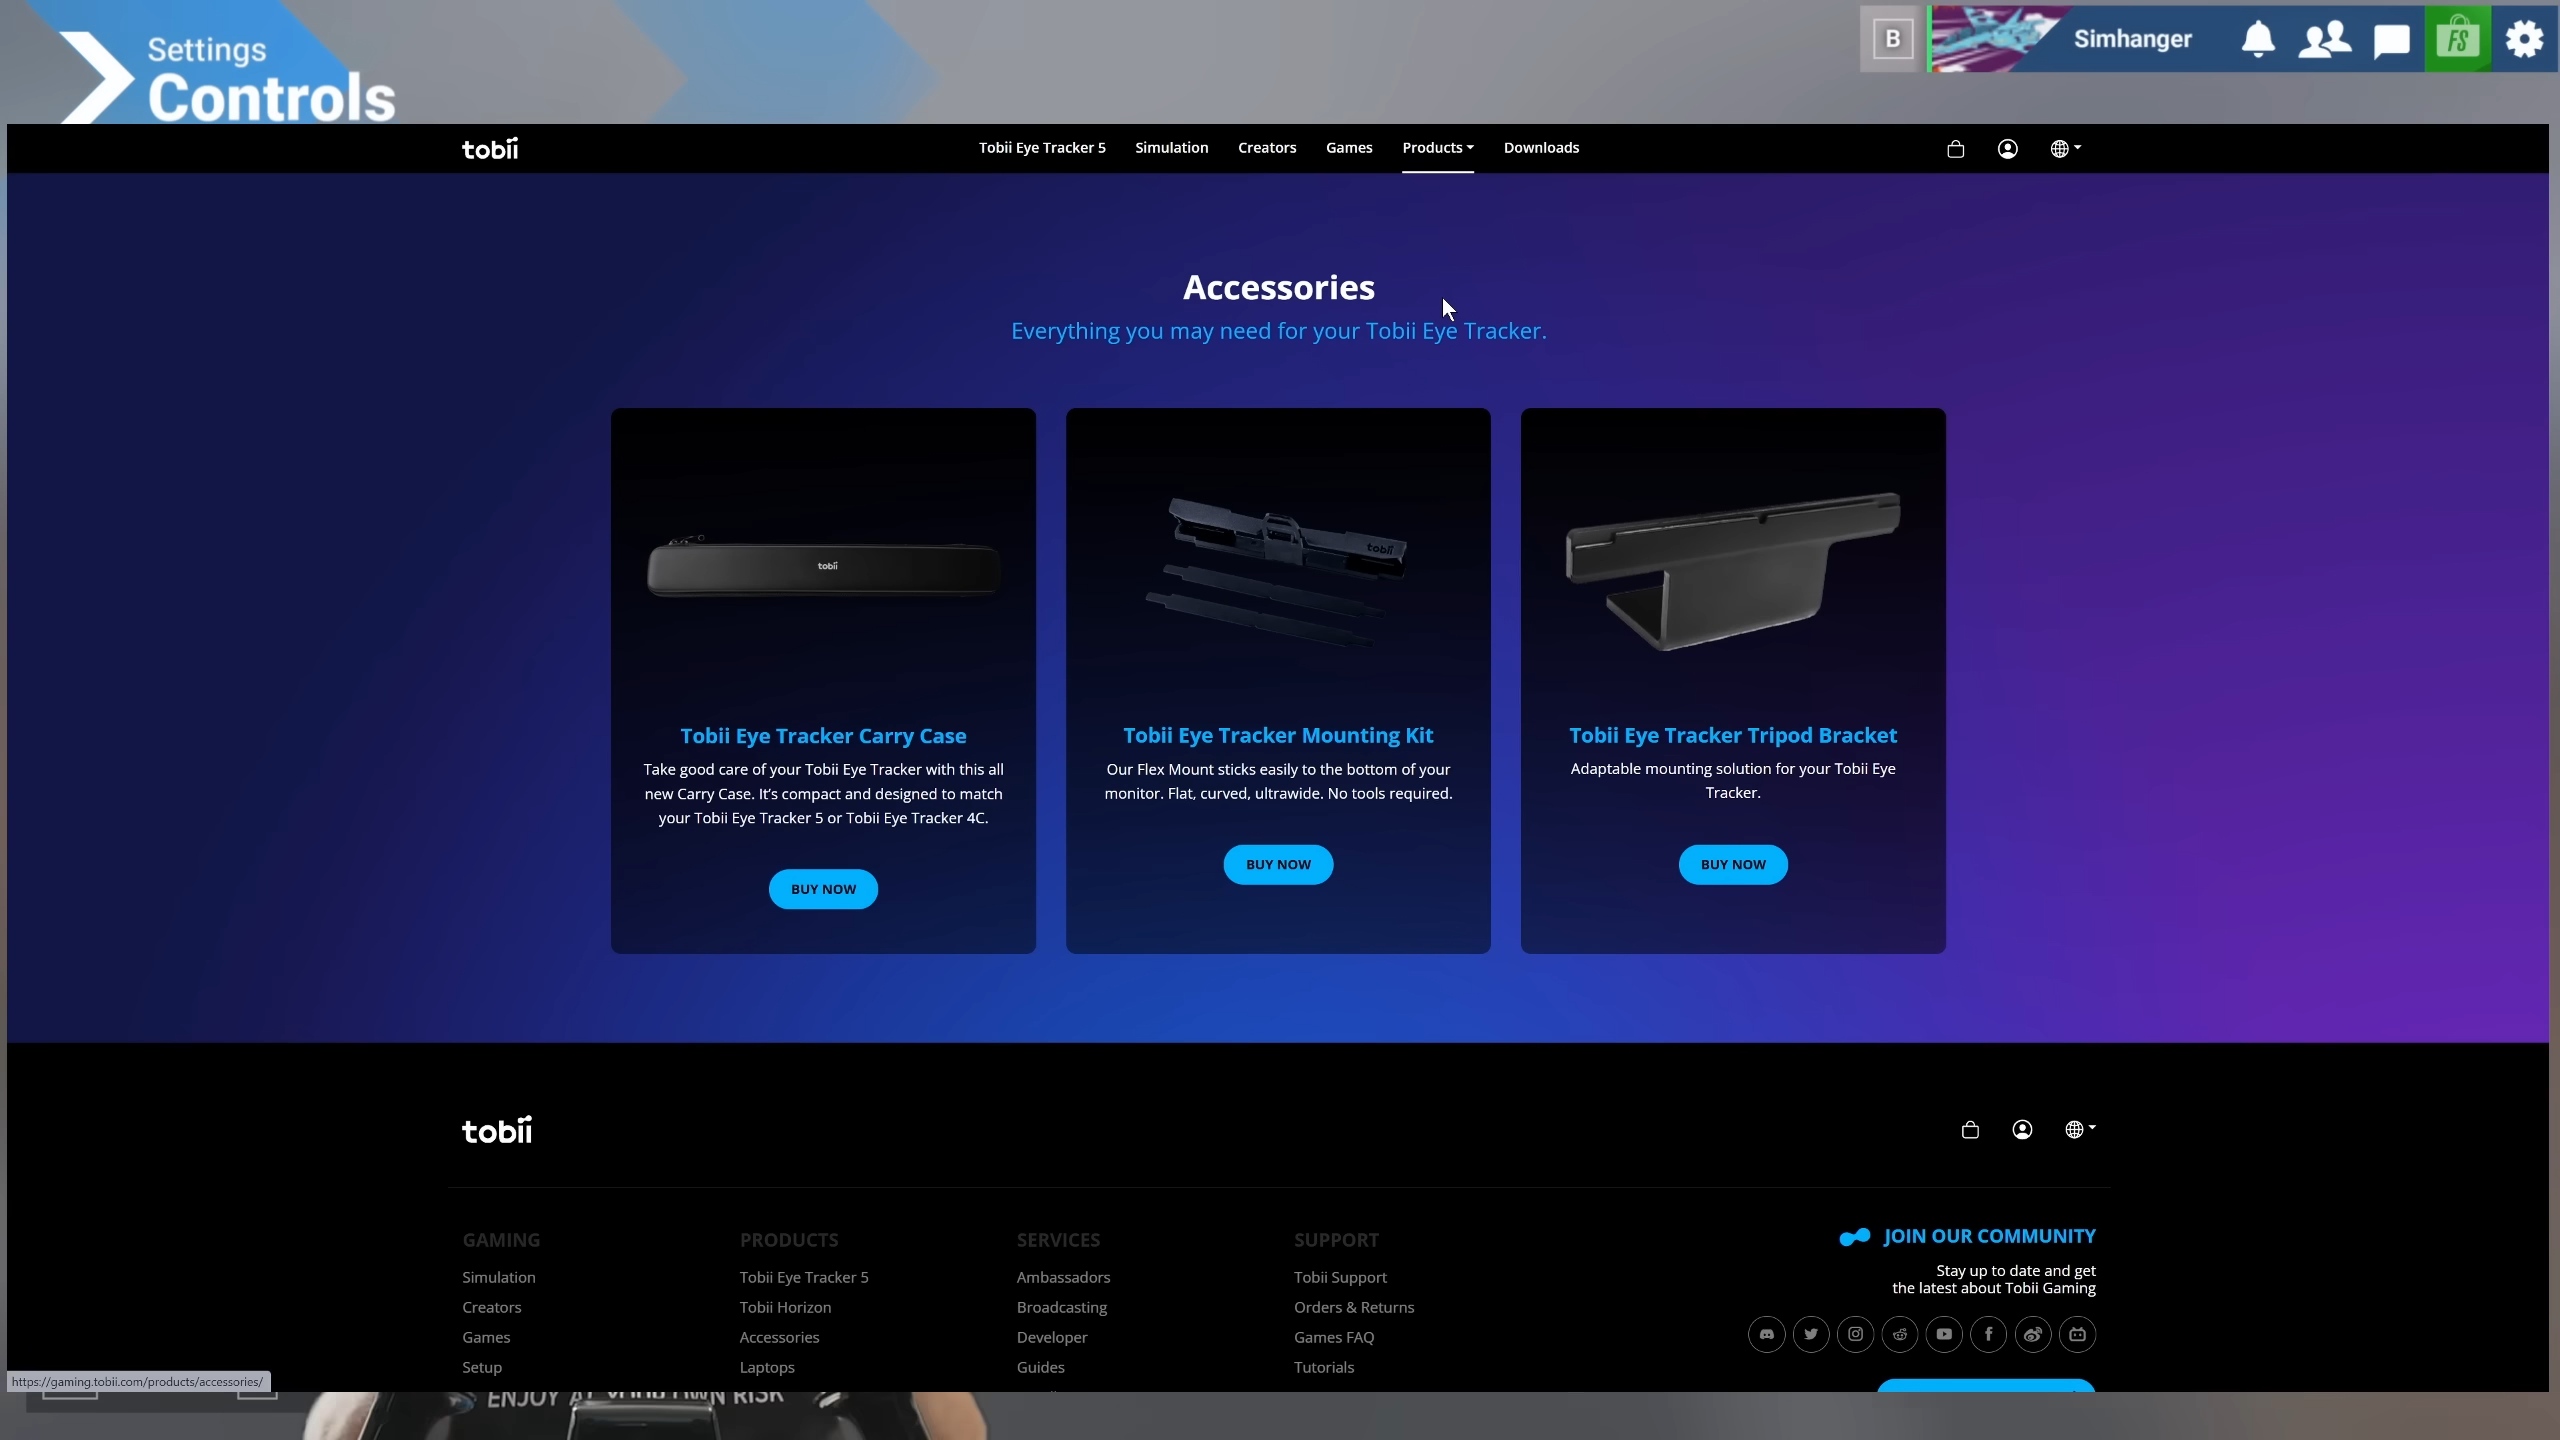 Settings
Controls
B
Simhanger
FS
tobii
Tobii Eye Tracker 5
Simulation
Creators
Games
Products
Downloads
Accessories
Everything you may need for your Tobii Eye Tracker.
tobii
Tobii Eye Tracker Carry Case
Take good care of your Tobii Eye Tracker with this all
new Carry Case. It's compact and designed to match
your Tobii Eye Tracker 5 or Tobii Eye Tracker 4C.
BUY NOW
tobii
Tobii Eye Tracker Mounting Kit
Our Flex Mount sticks easily to the bottom of your
monitor. Flat, curved, ultrawide. No tools required.
BUY NOW
Tobii Eye Tracker Tripod Bracket
Adaptable mounting solution for your Tobii Eye
Tracker.
BUY NOW
tobii
GAMING
Simulation
Creators
Games
Setup
PRODUCTS
Tobii Eye Tracker 5
Tobii Horizon
Accessories
Laptops
SERVICES
Ambassadors
Broadcasting
Developer
Guides
SUPPORT
Tobii Support
Orders & Returns
Games FAQ
Tutorials
JOIN OUR COMMUNITY
Stay up to date and get
the latest about Tobii Gaming
https://gaming.tobii.com/products/accessories/
ENJOY AT YOUR OWN RISK